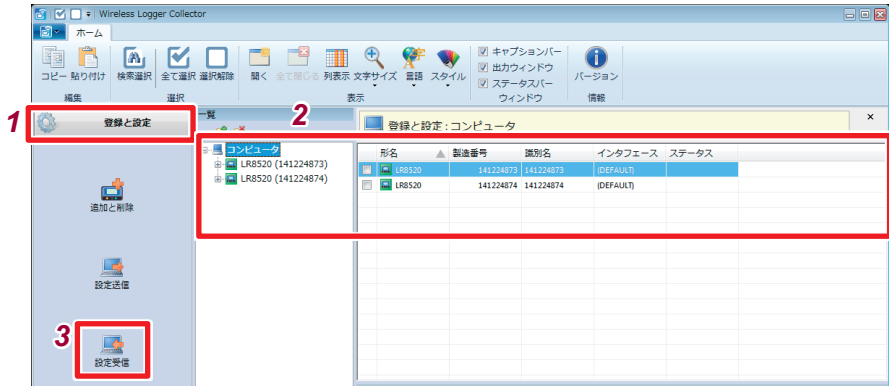 Wireless Logger Collector
ホーム
コピー 貼り付け 検索選択 全て選択 選択解除 開く 全て閉じる 列表示 文字サイズ 言語 スタイル
キャプションバー
出力ウィンドウ
ステータスバー
バージョン
編集 選択 表示 ウィンドウ 情報
1
登録と設定
一覧
2
登録と設定 : コンピュータ
x
コンピュータ
LR8520 (141224873)
LR8520 (141224874)
形名 製造番号 識別名 インタフェース ステータス
LR8520 141224873 141224873 (DEFAULT)
LR8520 141224874 141224874 (DEFAULT)
追加と削除
設定送信
3
設定受信